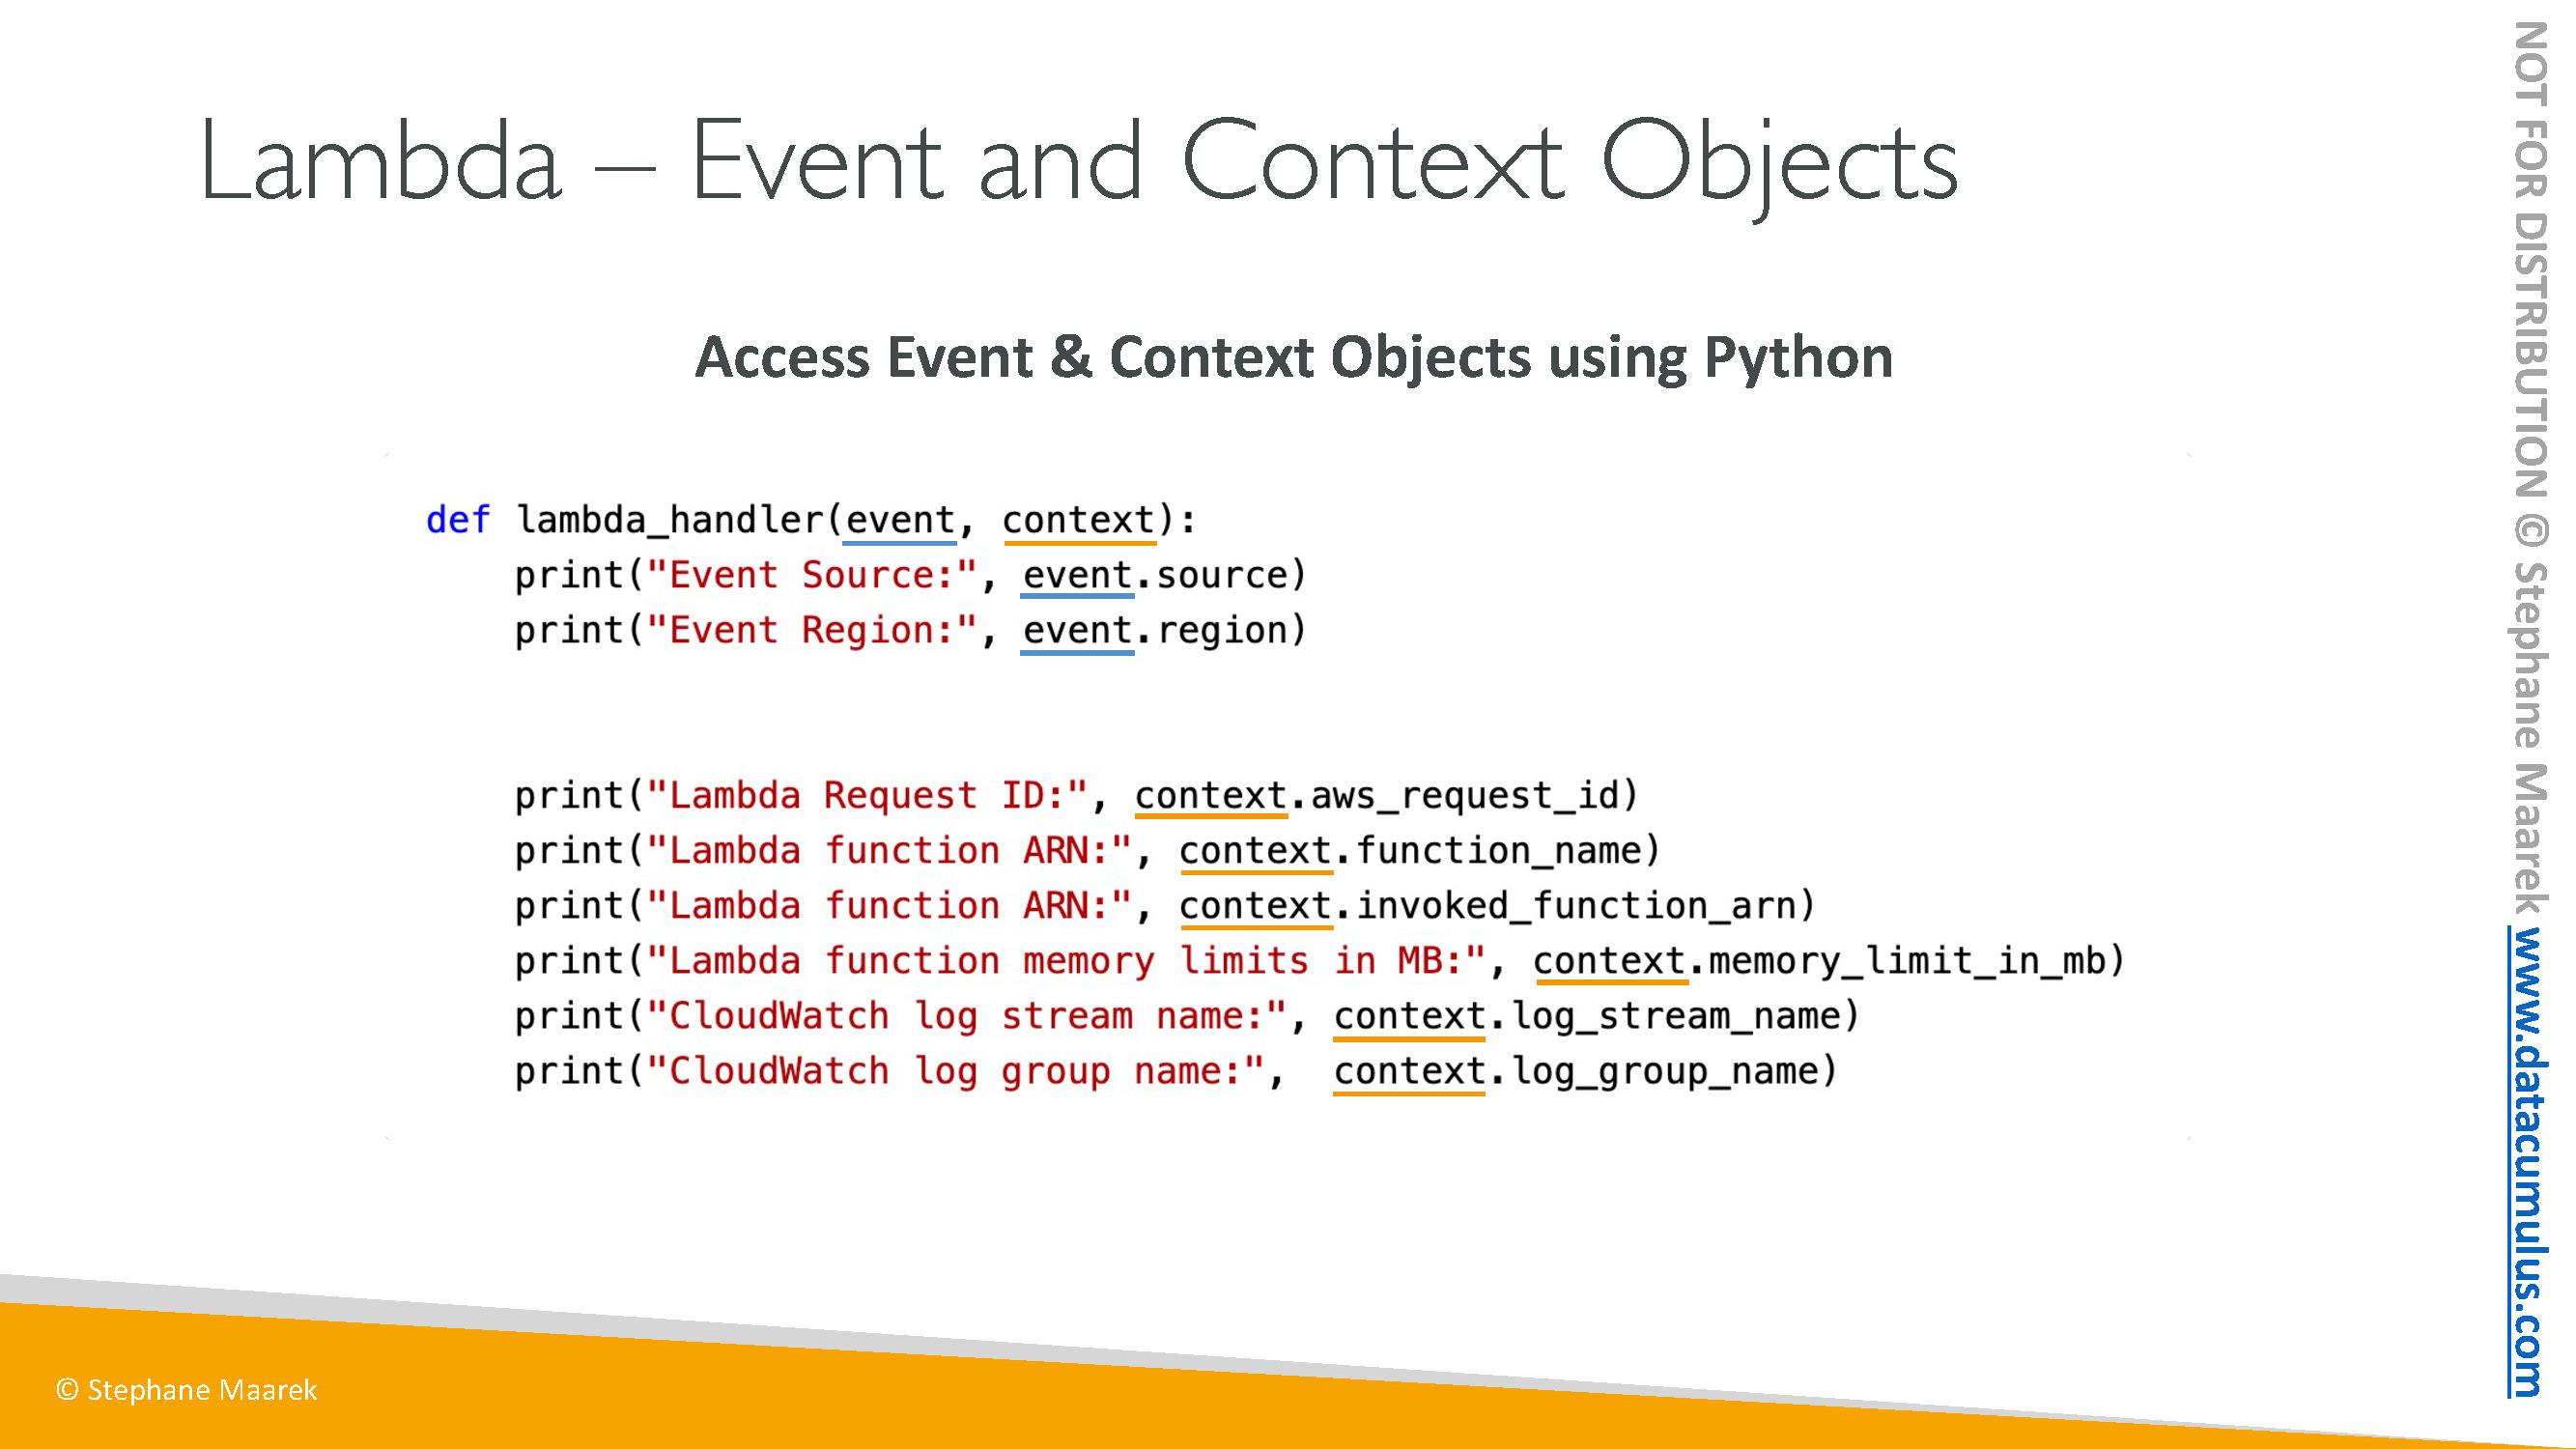 Lambda – Event and Context Objects
Access Event & Context Objects using Python
def lambda_handler(event, context):
    print("Event Source:", event.source)
    print("Event Region:", event.region)
    print("Lambda Request ID:", context.aws_request_id)
    print("Lambda function ARN:", context.function_name)
    print("Lambda function ARN:", context.invoked_function_arn)
    print("Lambda function memory limits in MB:", context.memory_limit_in_mb)
    print("CloudWatch log stream name:", context.log_stream_name)
    print("CloudWatch log group name:",  context.log_group_name)
© Stephane Maarek
NOT FOR DISTRIBUTION © Stephane Maarek www.datacumulus.com